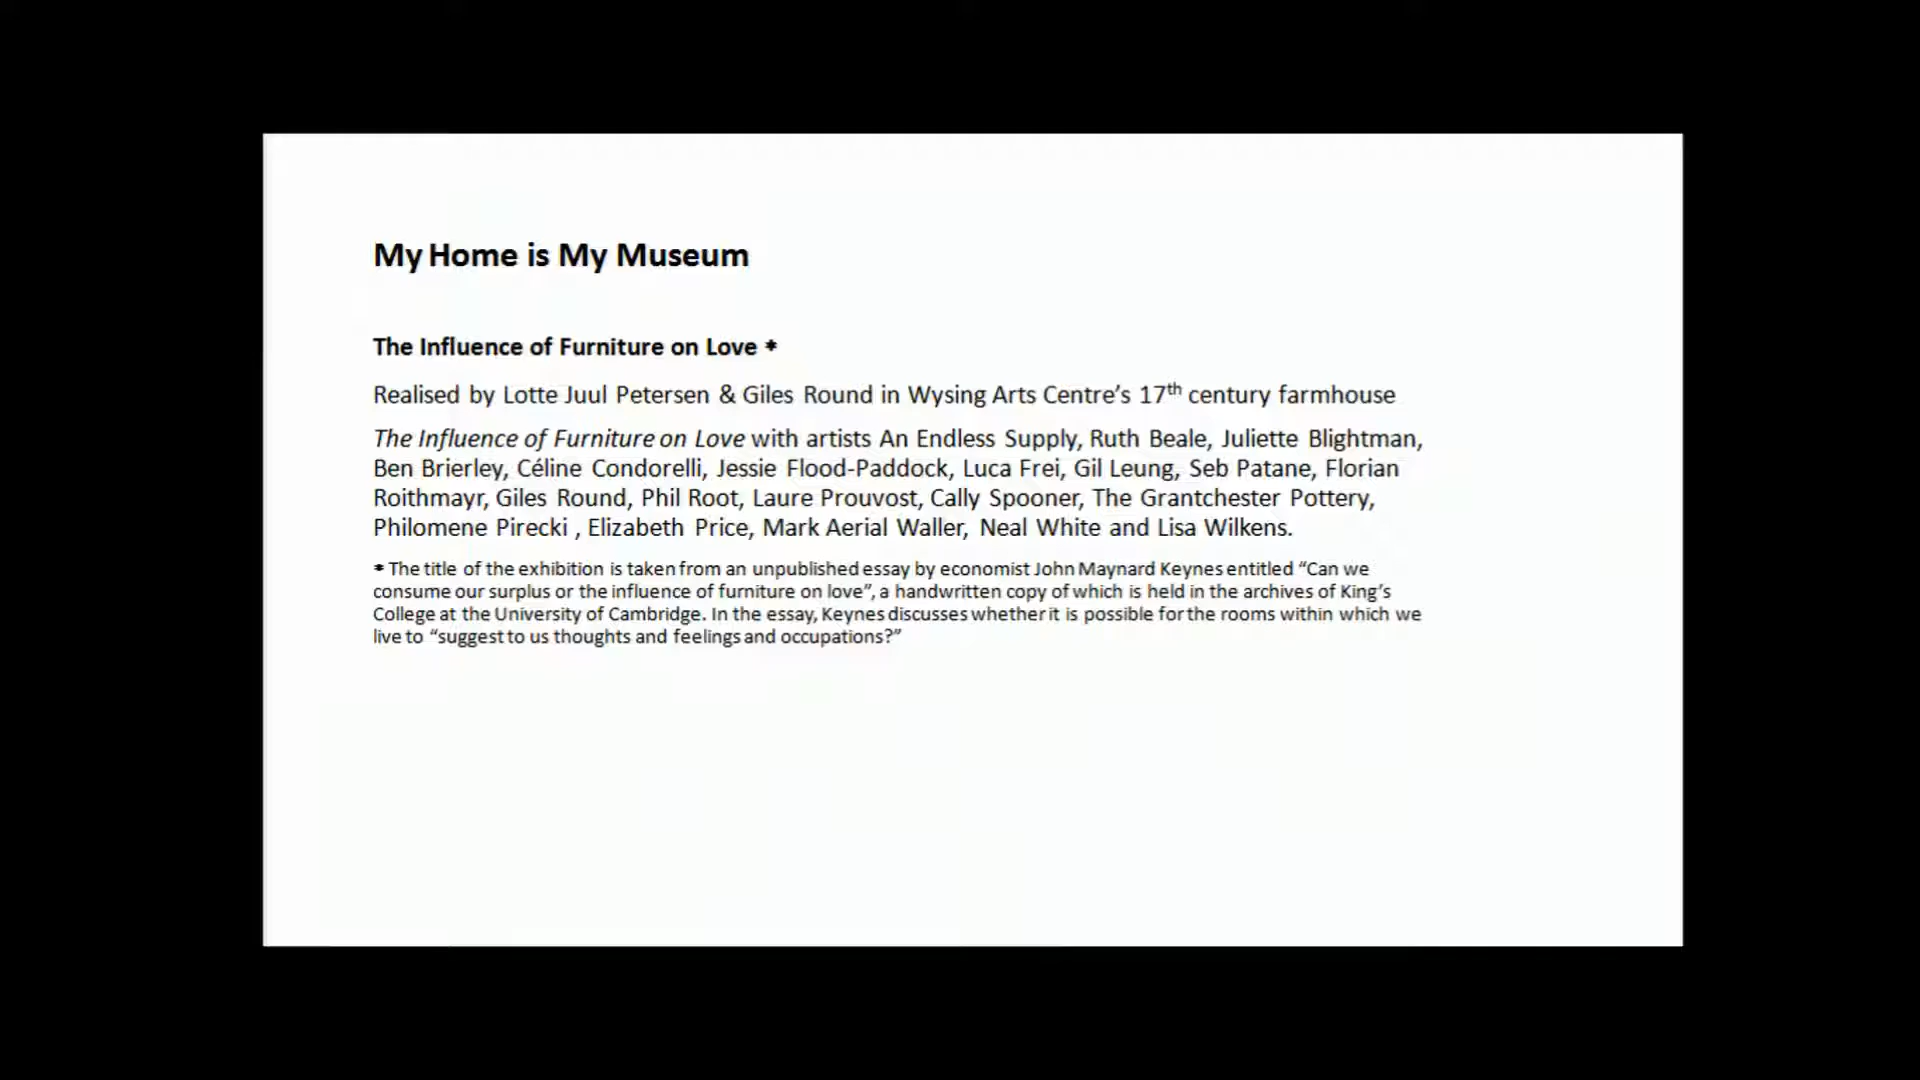 My Home is My Museum
The Influence of Furniture on Love *
Realised by Lotte Juul Petersen & Giles Round in Wysing Arts Centre’s 17th century farmhouse
The Influence of Furniture on Love with artists An Endless Supply, Ruth Beale, Juliette Blightman,
Ben Brierley, Céline Condorelli, Jessie Flood-Paddock, Luca Frei, Gil Leung, Seb Patane, Florian
Roithmayr, Giles Round, Phil Root, Laure Prouvost, Cally Spooner, The Grantchester Pottery,
Philomene Pirecki , Elizabeth Price, Mark Aerial Waller, Neal White and Lisa Wilkens.
* The title of the exhibition is taken from an unpublished essay by economist John Maynard Keynes entitled “Can we
consume our surplus or the influence of furniture on love”, a handwritten copy of which is held in the archives of King’s
College at the University of Cambridge. In the essay, Keynes discusses whether it is possible for the rooms within which we
live to “suggest to us thoughts and feelings and occupations?”